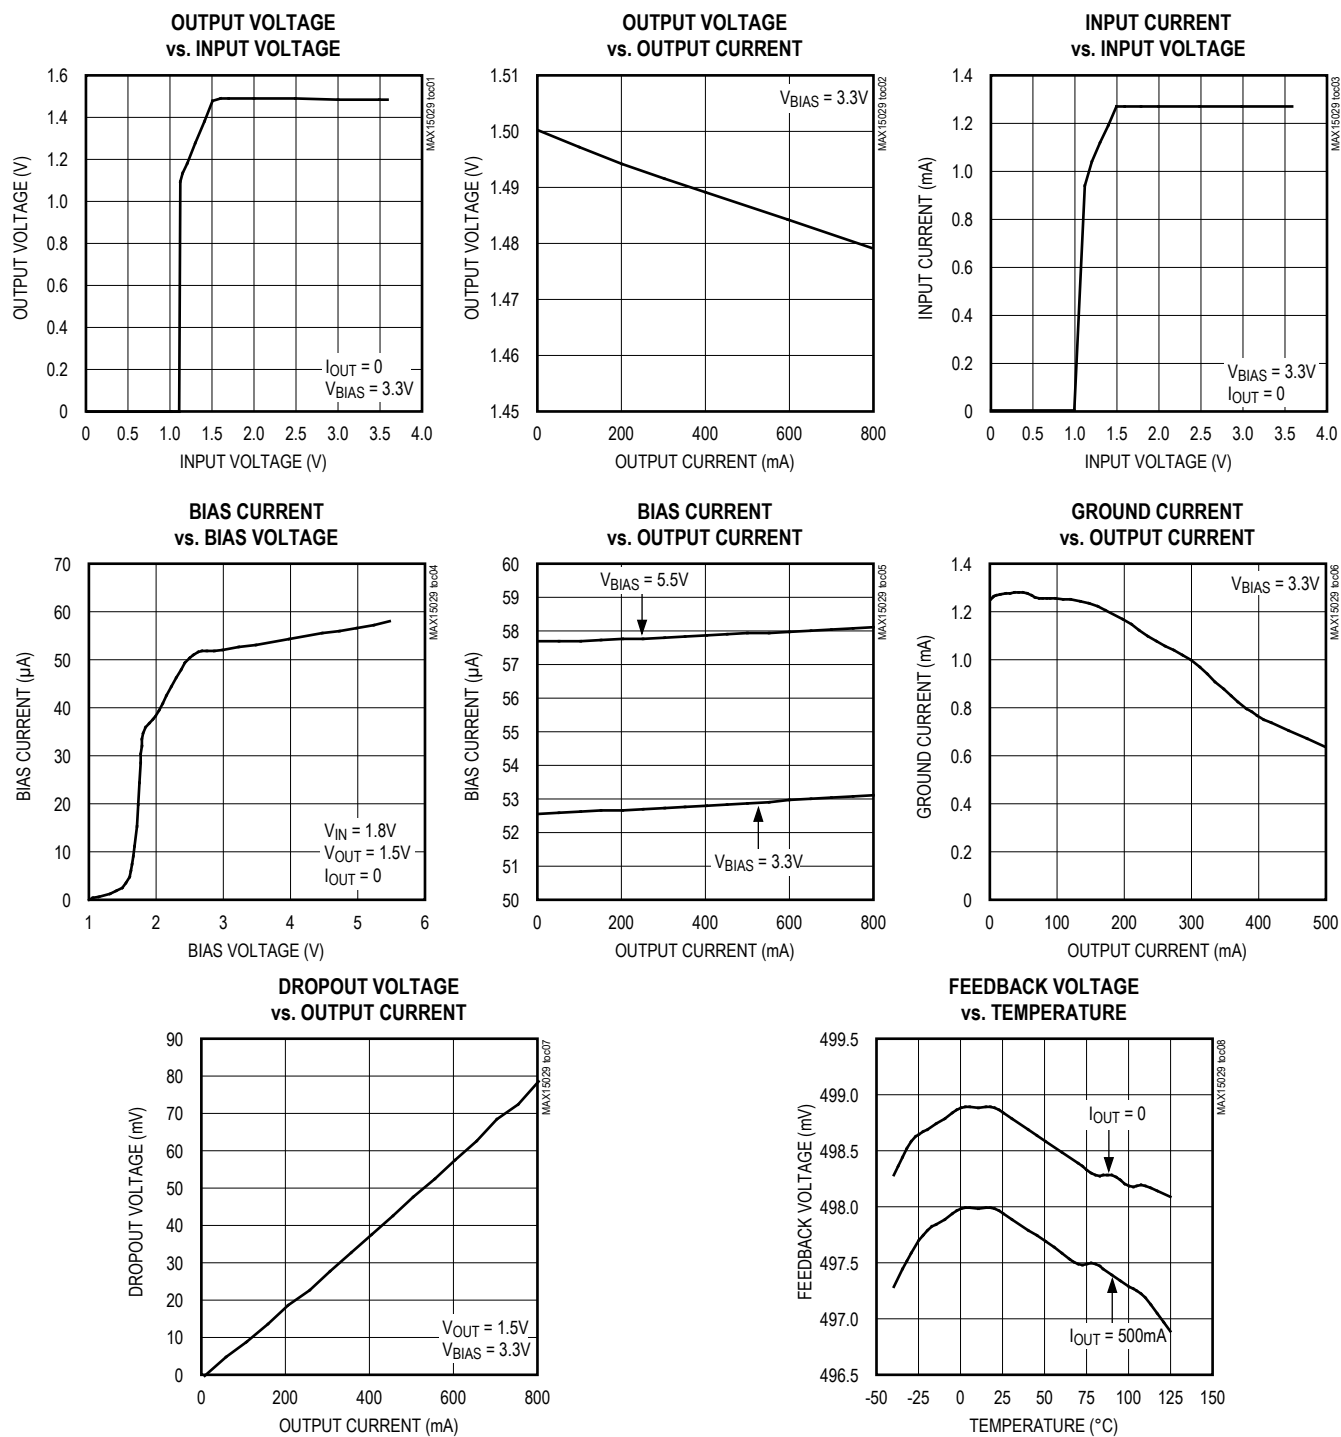 OUTPUT VOLTAGE
vs. INPUT VOLTAGE
MAX15029 toc01
OUTPUT VOLTAGE (V)
1.6
1.4
1.2
1.0
0.8
0.6
0.4
0.2
0
IOUT = 0
VBIAS = 3.3V
0 0.5 1.0 1.5 2.0 2.5 3.0 3.5 4.0
INPUT VOLTAGE (V)
OUTPUT VOLTAGE
vs. OUTPUT CURRENT
MAX15029 toc02
OUTPUT VOLTAGE (V)
1.51
1.50
1.49
1.48
1.47
1.46
1.45
VBIAS = 3.3V
0 200 400 600 800
OUTPUT CURRENT (mA)
INPUT CURRENT
vs. INPUT VOLTAGE
MAX15029 toc03
INPUT CURRENT (mA)
1.4
1.2
1.0
0.8
0.6
0.4
0.2
0
VBIAS = 3.3V
IOUT = 0
0 0.5 1.0 1.5 2.0 2.5 3.0 3.5 4.0
INPUT VOLTAGE (V)
BIAS CURRENT
vs. BIAS VOLTAGE
MAX15029 toc04
BIAS CURRENT (µA)
70
60
50
40
30
20
10
0
VIN = 1.8V
VOUT = 1.5V
IOUT = 0
1 2 3 4 5 6
BIAS VOLTAGE (V)
BIAS CURRENT
vs. OUTPUT CURRENT
MAX15029 toc05
BIAS CURRENT (µA)
60
59
58
57
56
55
54
53
52
51
50
VBIAS = 5.5V
VBIAS = 3.3V
0 200 400 600 800
OUTPUT CURRENT (mA)
GROUND CURRENT
vs. OUTPUT CURRENT
MAX15029 toc06
GROUND CURRENT (mA)
1.4
1.2
1.0
0.8
0.6
0.4
0.2
0
VBIAS = 3.3V
0 100 200 300 400 500
OUTPUT CURRENT (mA)
DROPOUT VOLTAGE
vs. OUTPUT CURRENT
MAX15029 toc07
DROPOUT VOLTAGE (mV)
90
80
70
60
50
40
30
20
10
0
VOUT = 1.5V
VBIAS = 3.3V
0 200 400 600 800
OUTPUT CURRENT (mA)
FEEDBACK VOLTAGE
vs. TEMPERATURE
MAX15029 toc08
FEEDBACK VOLTAGE (mV)
499.5
499.0
498.5
498.0
497.5
497.0
496.5
IOUT = 0
IOUT = 500mA
-50 -25 0 25 50 75 100 125 150
TEMPERATURE (°C)